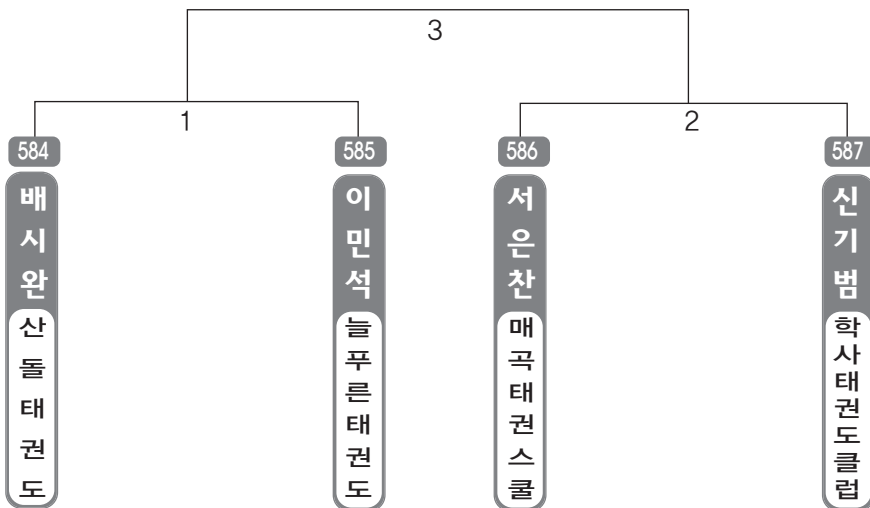 3
1
2
584
585
586
587
배시완
이민석
서은찬
신기범
산돌태권도
늘푸른태권도
매곡태권스쿨
학사태권도클럽